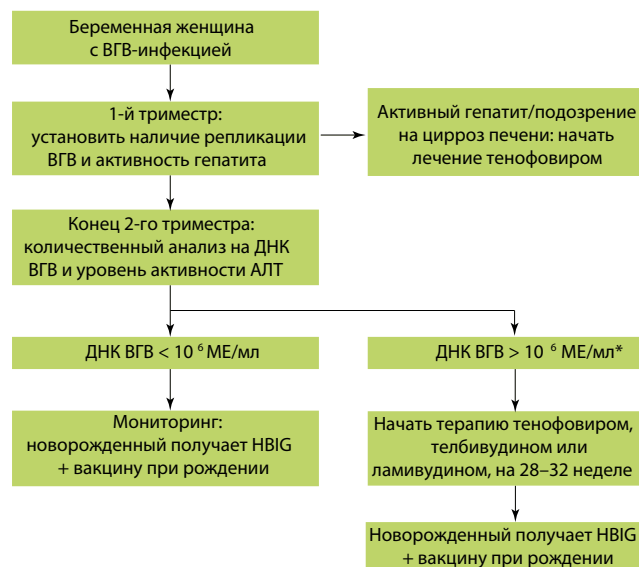 Беременная женщина
с ВГВ-инфекцией
1-й триместр:
установить наличие репликации
ВГВ и активность гепатита
Активный гепатит/подозрение
на цирроз печени: начать
лечение тенофовиром
Конец 2-го триместра:
количественный анализ на ДНК
ВГВ и уровень активности АЛТ
ДНК ВГВ < 10 ⁶ МЕ/мл
ДНК ВГВ > 10 ⁶ МЕ/мл*
Мониторинг:
новорожденный получает HBIG
+ вакцину при рождении
Начать терапию тенофовиром,
телбивудином или
ламивудином, на 28–32 неделе
Новорожденный получает HBIG
+ вакцину при рождении